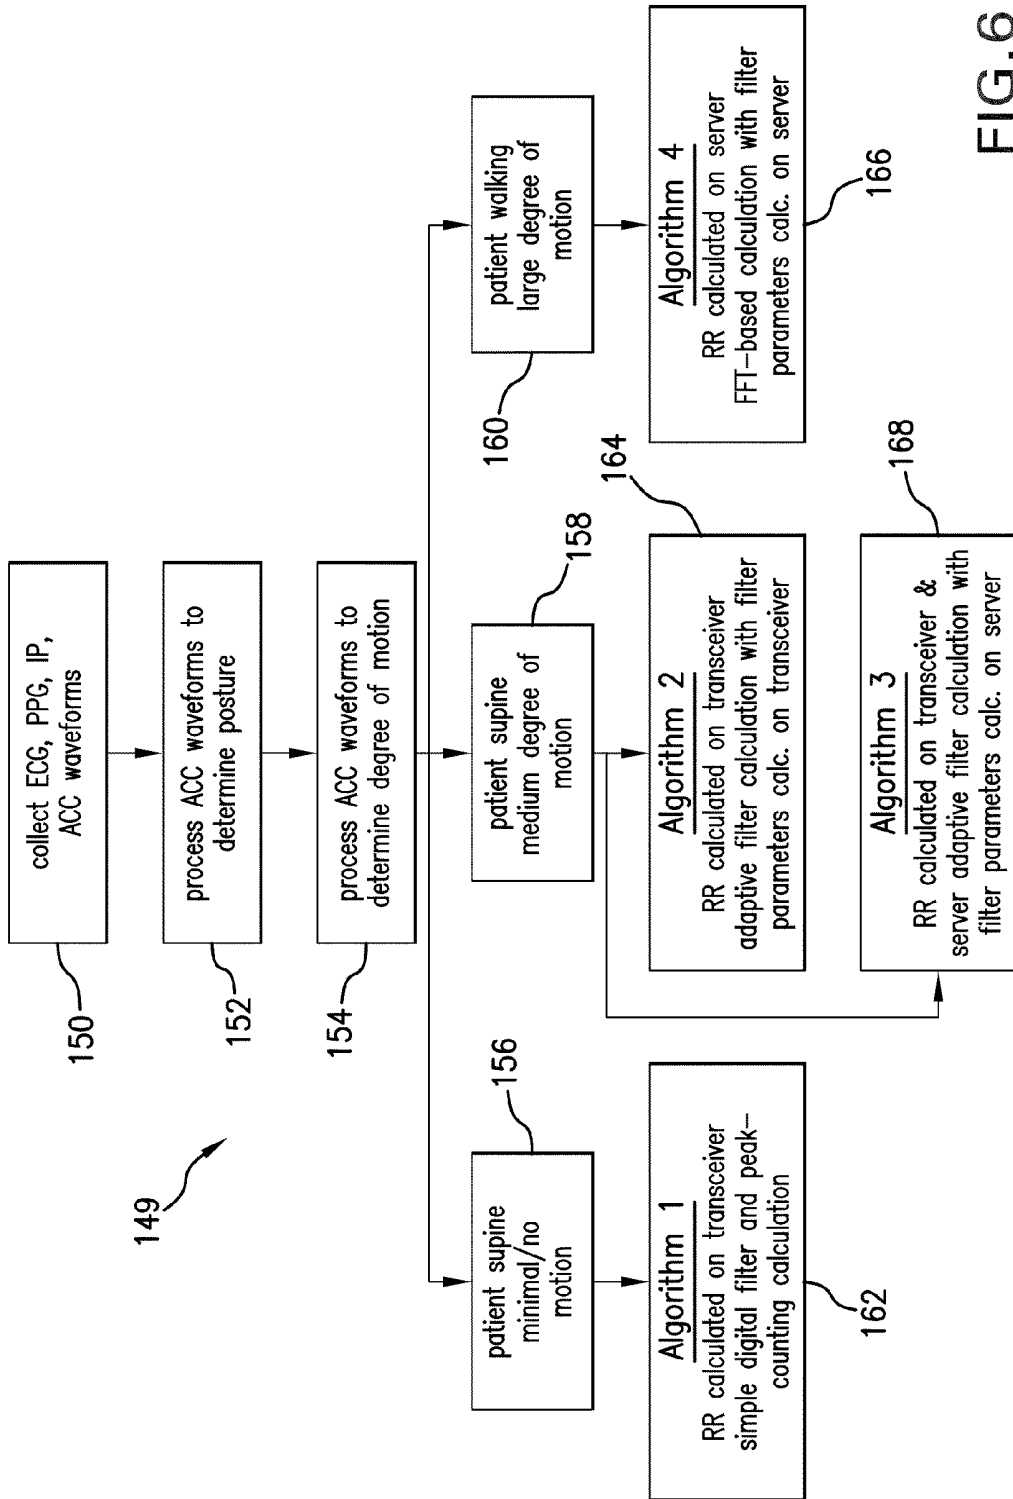 collect ECG, PPG, IP,
ACC waveforms
150
process ACC waveforms to
determine posture
152
process ACC waveforms to
determine degree of motion
154
149
patient supine
minimal/no
motion
156
patient supine
medium degree of
motion
158
patient walking
large degree of
motion
160
Algorithm 1
RR calculated on transceiver
simple digital filter and peak-
counting calculation
162
Algorithm 2
RR calculated on transceiver
adaptive filter calculation with filter
parameters calc. on transceiver
164
Algorithm 4
RR calculated on server
FFT-based calculation with filter
parameters calc. on server
166
Algorithm 3
RR calculated on transceiver &
server adaptive filter calculation with
filter parameters calc. on server
168
FIG.6